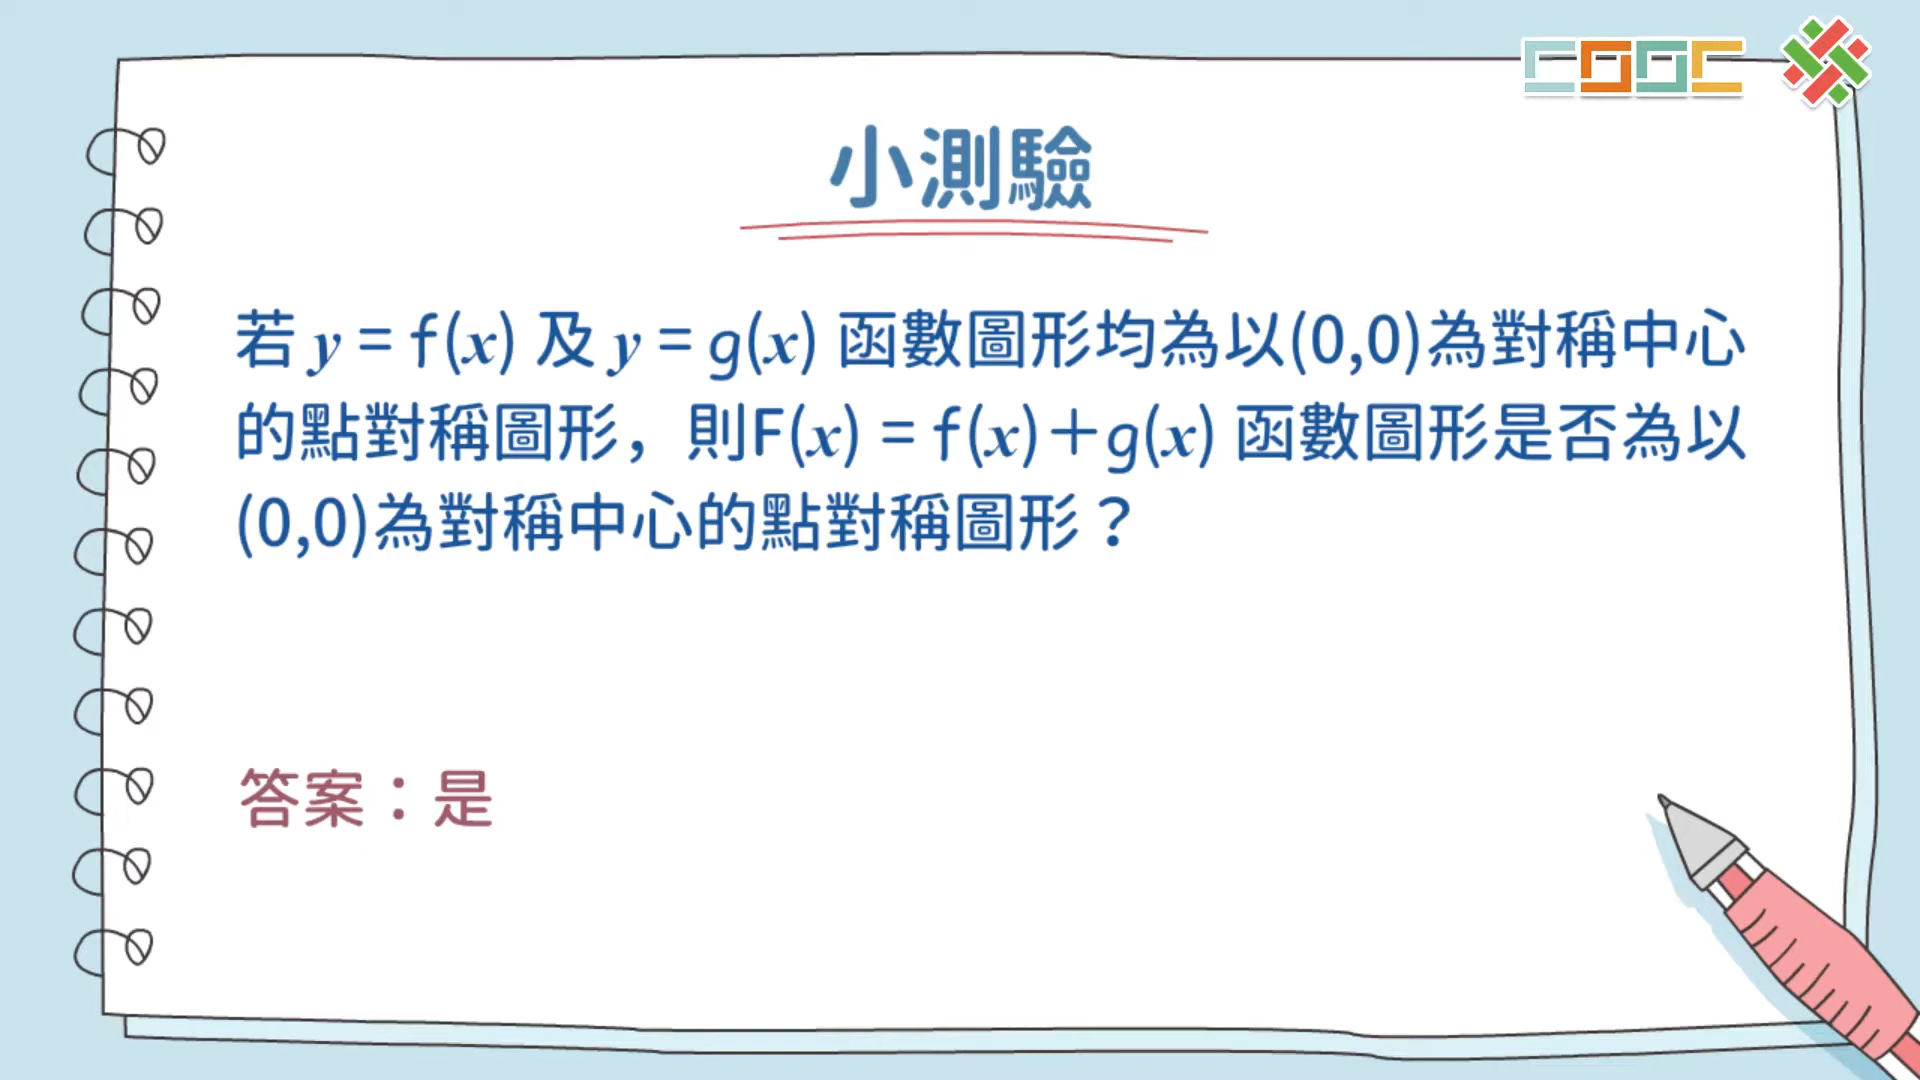 COOC
小測驗
若 y = f(x) 及 y = g(x) 函數圖形均為以(0,0)為對稱中心
的點對稱圖形，則F(x) = f(x)＋g(x) 函數圖形是否為以
(0,0)為對稱中心的點對稱圖形？
答案：是